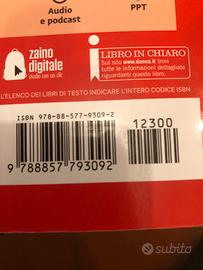 Audio
e podcast
PPT
zaino
digitale
studio con un clic
i LIBRO IN CHIARO
Sul sito www.danna.it trovi
tutte le informazioni dettagliate
riguardanti questo libro.
L'ELENCO DEI LIBRI DI TESTO INDICARE L'INTERO CODICE ISBN
ISBN 978-88-577-9309-2
12300
9 788857 793092
subito